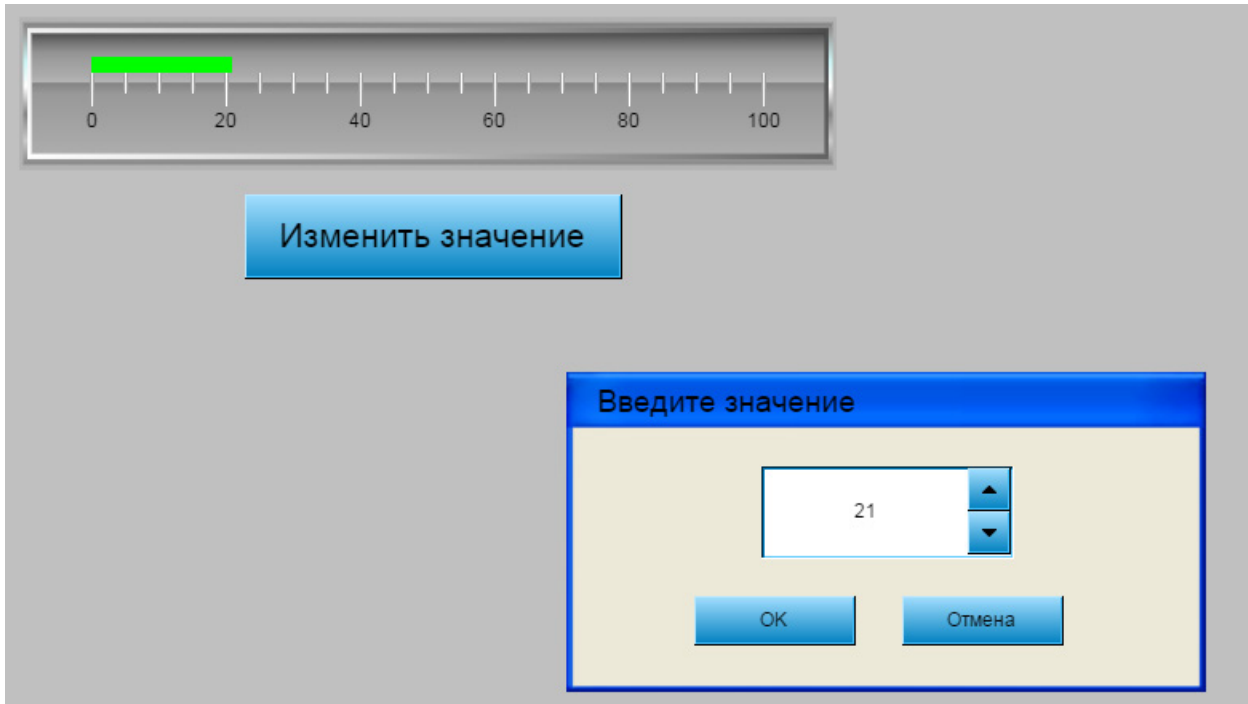 0 20 40 60 80 100
Изменить значение
Введите значение
21
OK Отмена